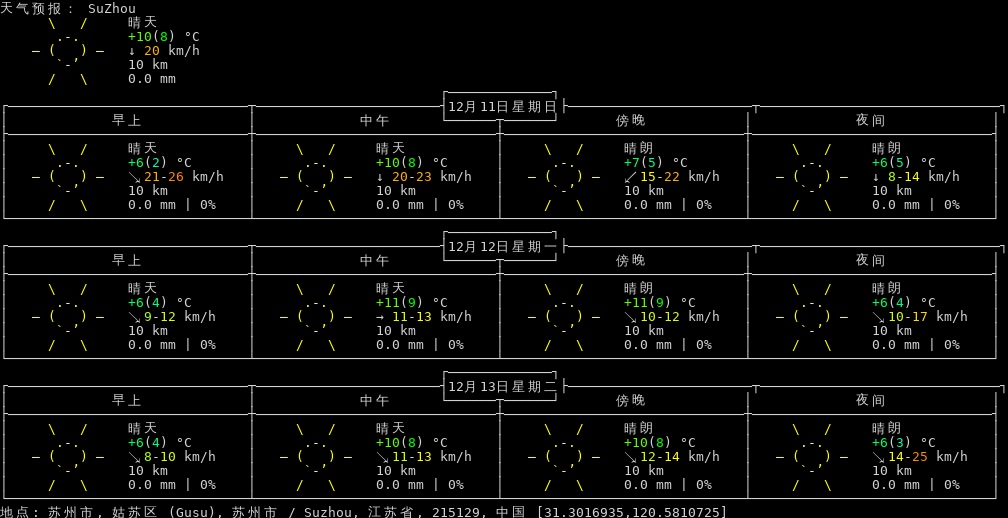 天气预报: SuZhou
晴天
+10(8) °C
↓ 20 km/h
10 km
0.0 mm
12月11日星期日
早上 中午 傍晚 夜间
晴天 晴天 晴朗 晴朗
+6(2) °C +10(8) °C +7(5) °C +6(5) °C
↘ 21-26 km/h ↓ 20-23 km/h ↙ 15-22 km/h ↓ 8-14 km/h
10 km 10 km 10 km 10 km
0.0 mm | 0% 0.0 mm | 0% 0.0 mm | 0% 0.0 mm | 0%
12月12日星期一
早上 中午 傍晚 夜间
晴天 晴天 晴朗 晴朗
+6(4) °C +11(9) °C +11(9) °C +6(4) °C
↘ 9-12 km/h → 11-13 km/h ↘ 10-12 km/h ↘ 10-17 km/h
10 km 10 km 10 km 10 km
0.0 mm | 0% 0.0 mm | 0% 0.0 mm | 0% 0.0 mm | 0%
12月13日星期二
早上 中午 傍晚 夜间
晴天 晴天 晴朗 晴朗
+6(4) °C +10(8) °C +10(8) °C +6(3) °C
↘ 8-10 km/h ↘ 11-13 km/h ↘ 12-14 km/h ↘ 14-25 km/h
10 km 10 km 10 km 10 km
0.0 mm | 0% 0.0 mm | 0% 0.0 mm | 0% 0.0 mm | 0%
地点: 苏州市, 姑苏区 (Gusu), 苏州市 / Suzhou, 江苏省, 215129, 中国 [31.3016935,120.5810725]